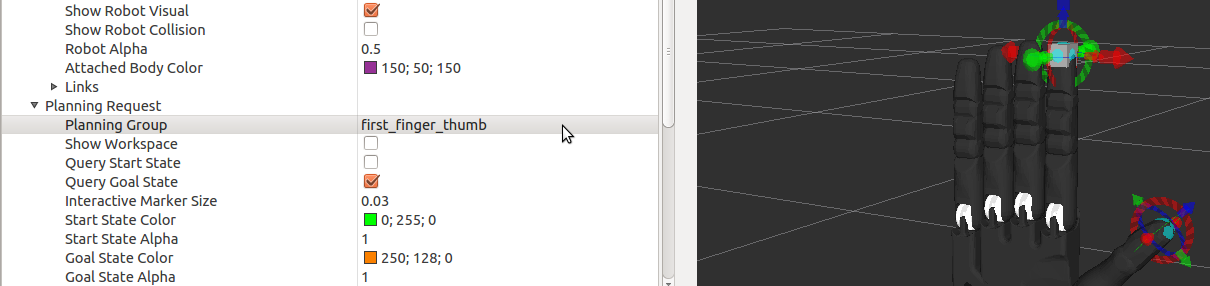 Show Robot Visual
Show Robot Collision
Robot Alpha 0.5
Attached Body Color 150; 50; 150
Links
Planning Request
Planning Group first_finger_thumb
Show Workspace
Query Start State
Query Goal State
Interactive Marker Size 0.03
Start State Color 0; 255; 0
Start State Alpha 1
Goal State Color 250; 128; 0
Goal State Alpha 1